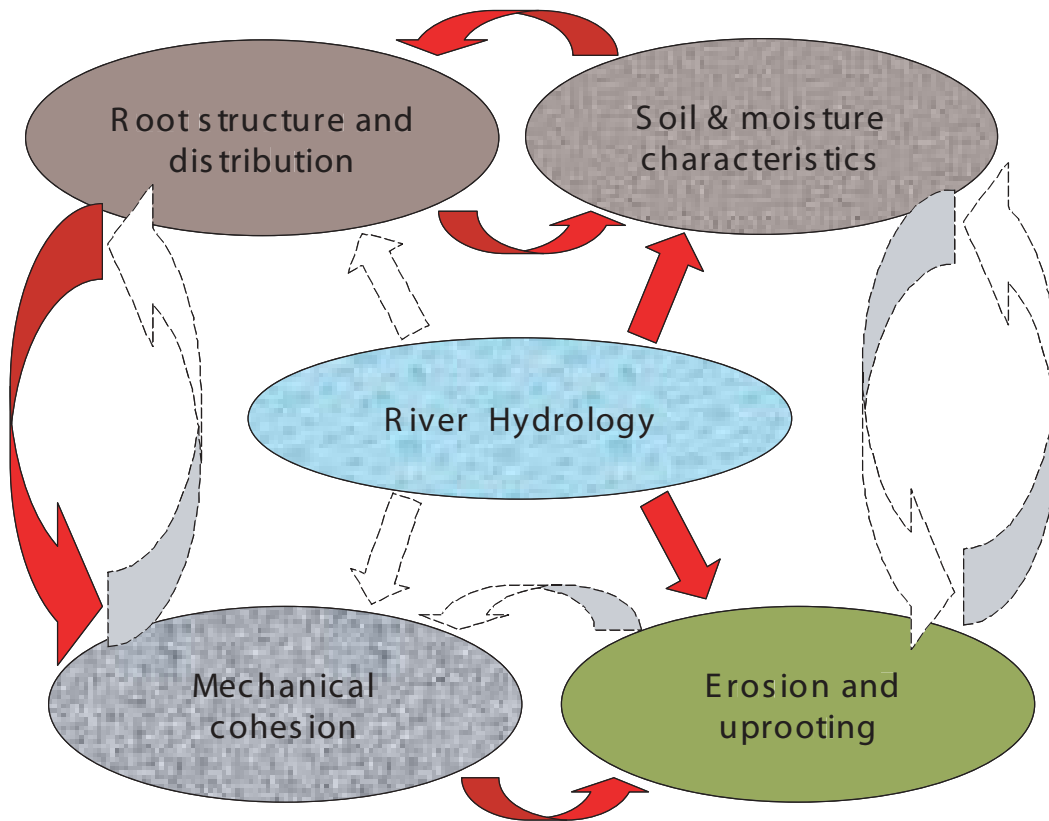 Root structure and
distribution
Soil & moisture
characteristics
River Hydrology
Mechanical
cohesion
Erosion and
uprooting